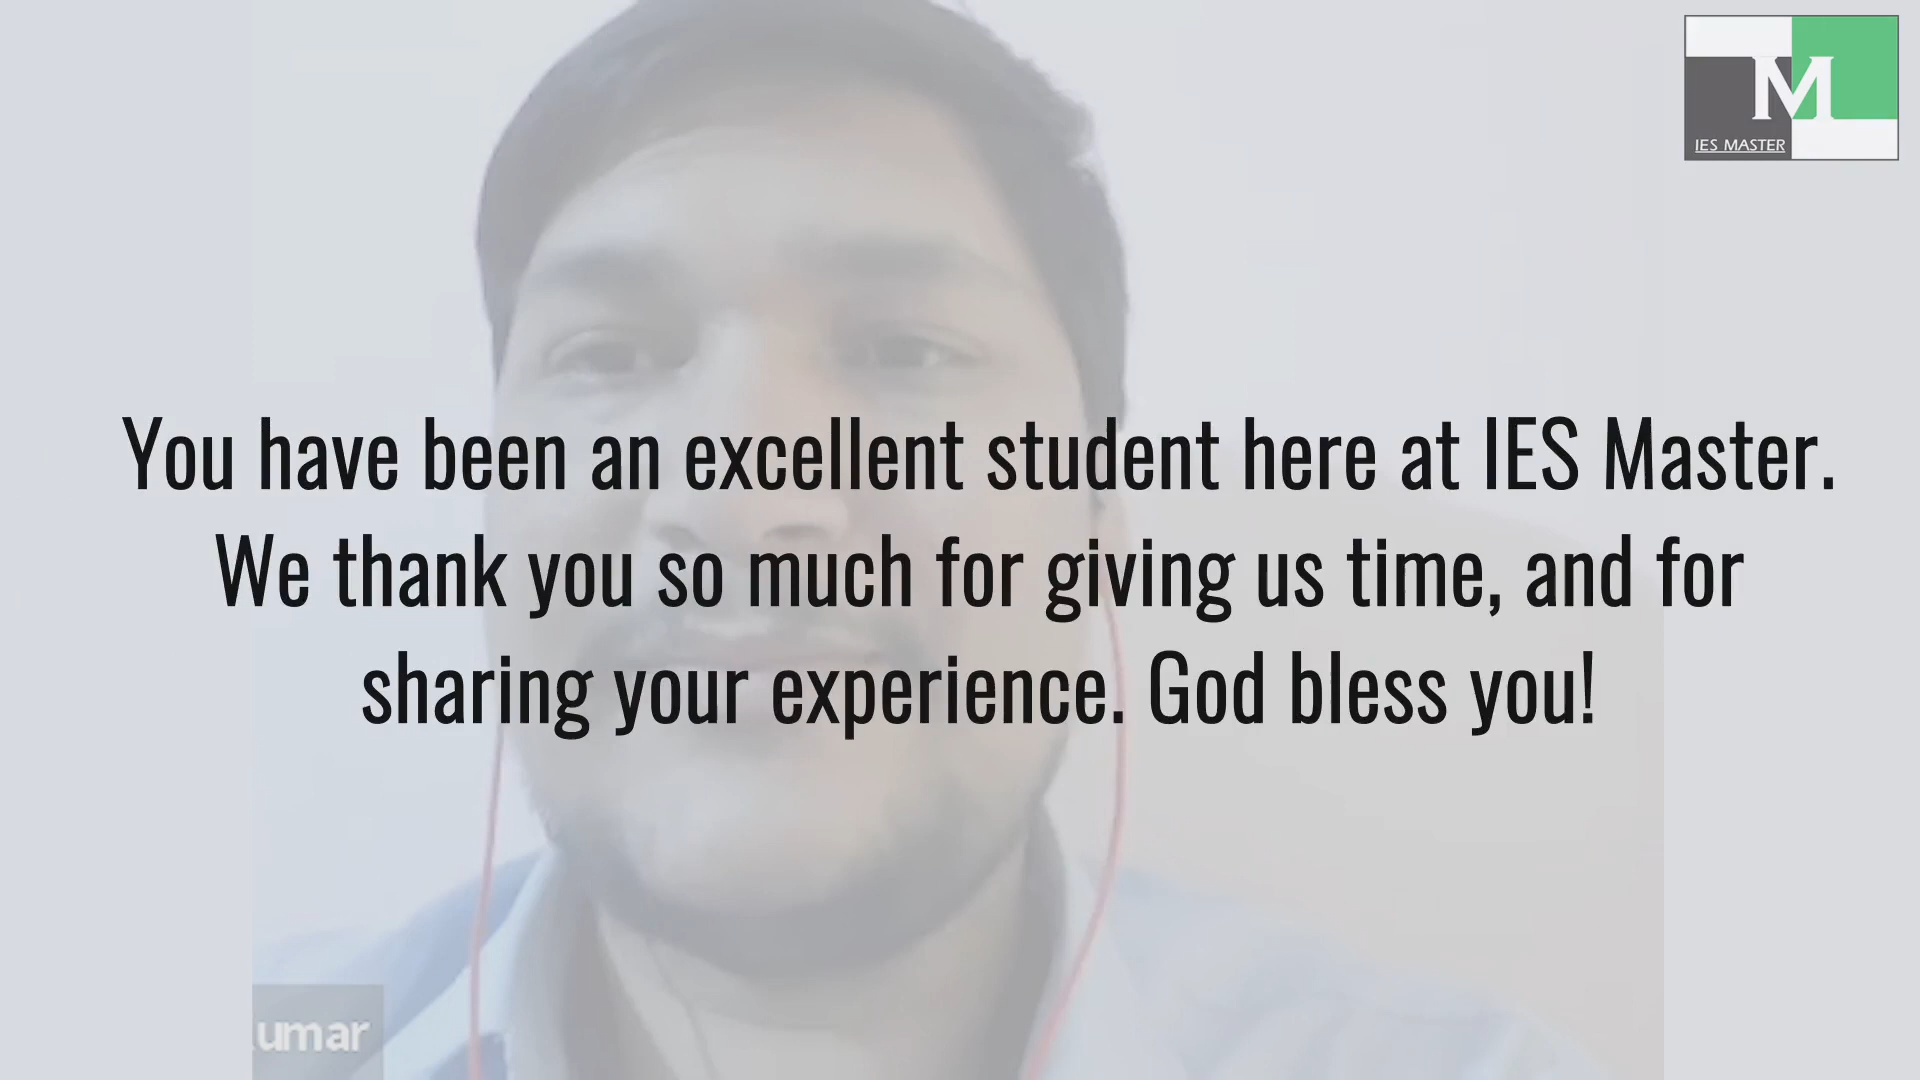 M
IES MASTER
You have been an excellent student here at IES Master.
We thank you so much for giving us time, and for
sharing your experience. God bless you!
umar